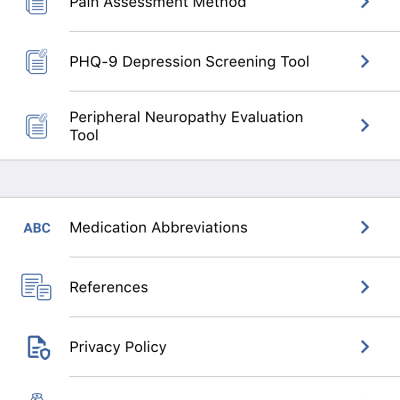 Pain Assessment Method
PHQ-9 Depression Screening Tool
Peripheral Neuropathy Evaluation
Tool
ABC Medication Abbreviations
References
Privacy Policy